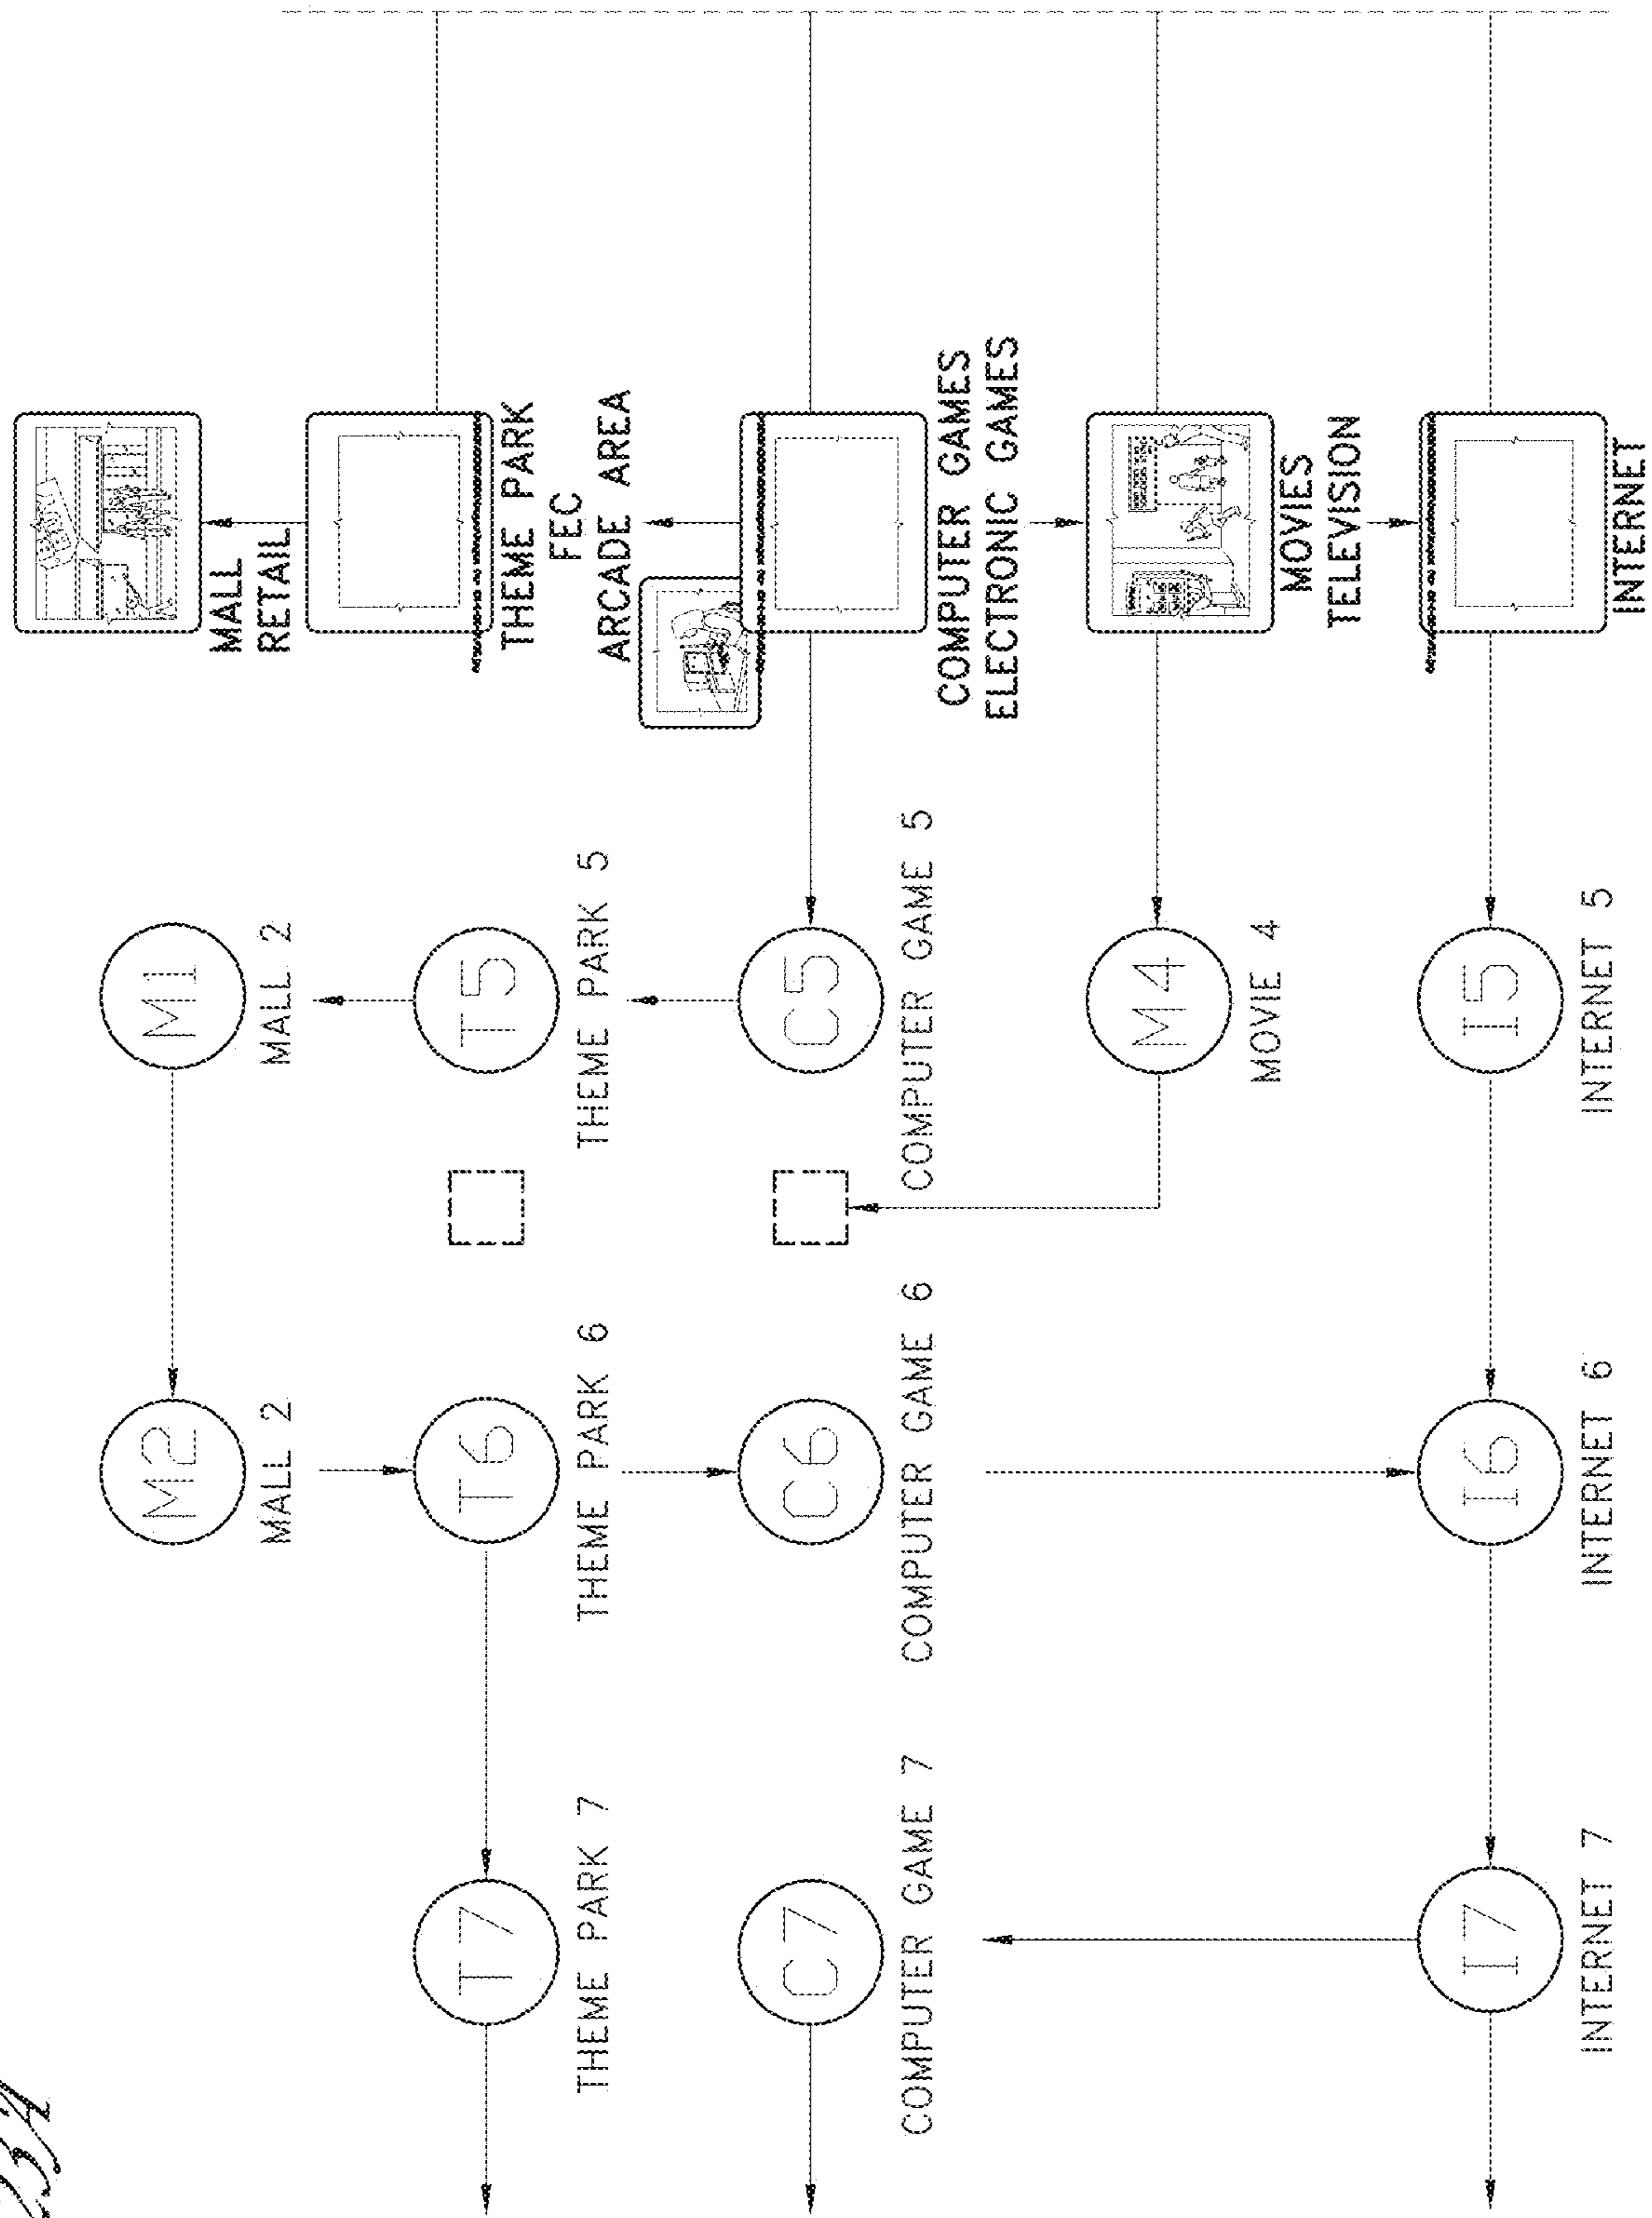 MALL
RETAIL
THEME PARK
FEC
ARCADE AREA
COMPUTER GAMES
ELECTRONIC GAMES
MOVIES
TELEVISION
INTERNET
M1
MALL 2
T5
THEME PARK 5
C5
COMPUTER GAME 5
M4
MOVIE 4
I5
INTERNET 5
M2
MALL 2
T6
THEME PARK 6
C6
COMPUTER GAME 6
I6
INTERNET 6
T7
THEME PARK 7
C7
COMPUTER GAME 7
I7
INTERNET 7